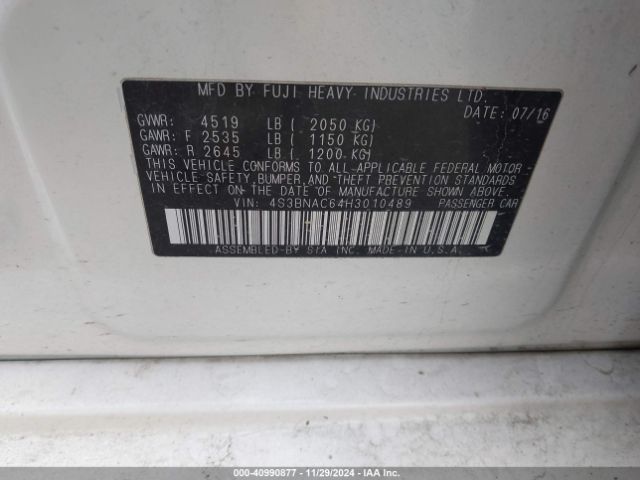 MFD BY FUJI HEAVY INDUSTRIES LTD.
DATE: 07/16
GVWR: 4519 LB ( 2050 KG)
GAWR: F 2535 LB ( 1150 KG)
GAWR: R 2645 LB ( 1200 KG)
THIS VEHICLE CONFORMS TO ALL APPLICABLE FEDERAL MOTOR
VEHICLE SAFETY, BUMPER, AND THEFT PREVENTION STANDARDS
IN EFFECT ON THE DATE OF MANUFACTURE SHOWN ABOVE.
VIN: 4S3BNAC64H3010489 PASSENGER CAR
ASSEMBLED BY SIA INC. MADE IN U.S.A.
000-40990877 - 11/29/2024 - IAA Inc.